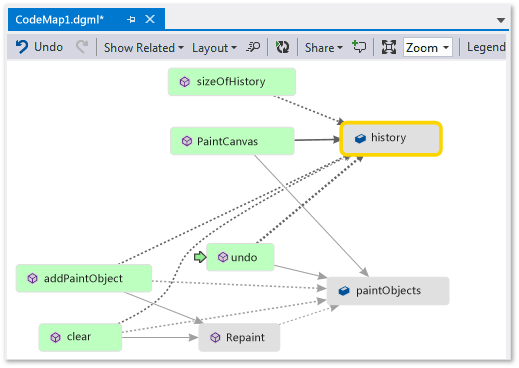 CodeMap1.dgml*
Undo Show Related Layout Share Zoom Legend
sizeOfHistory
history
PaintCanvas
undo
addPaintObject
paintObjects
clear
Repaint